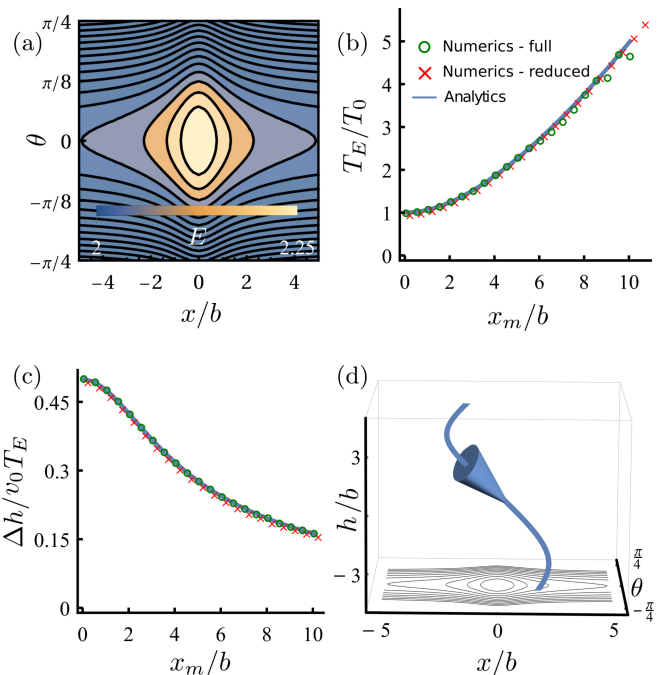 (a)
π/4
π/8
θ
0
−π/8
−π/4
E
2
2.25
−4
−2
0
2
4
x/b
(b)
5
4
3
2
1
0
T_E/T_0
Numerics - full
Numerics - reduced
Analytics
0
2
4
6
8
10
x_m/b
(c)
0.45
0.3
0.15
0
Δh/v_0T_E
0
2
4
6
8
10
x_m/b
(d)
h/b
3
−3
π/4
θ
−π/4
−5
0
5
x/b